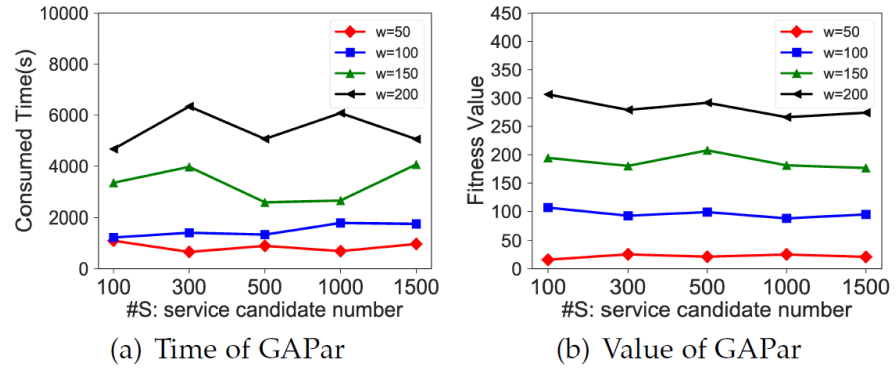 10000
8000
6000
4000
2000
0
Consumed Time(s)
w=50
w=100
w=150
w=200
100 300 500 1000 1500
#S: service candidate number
(a) Time of GAPar
450
400
350
300
250
200
150
100
50
0
Fitness Value
w=50
w=100
w=150
w=200
100 300 500 1000 1500
#S: service candidate number
(b) Value of GAPar